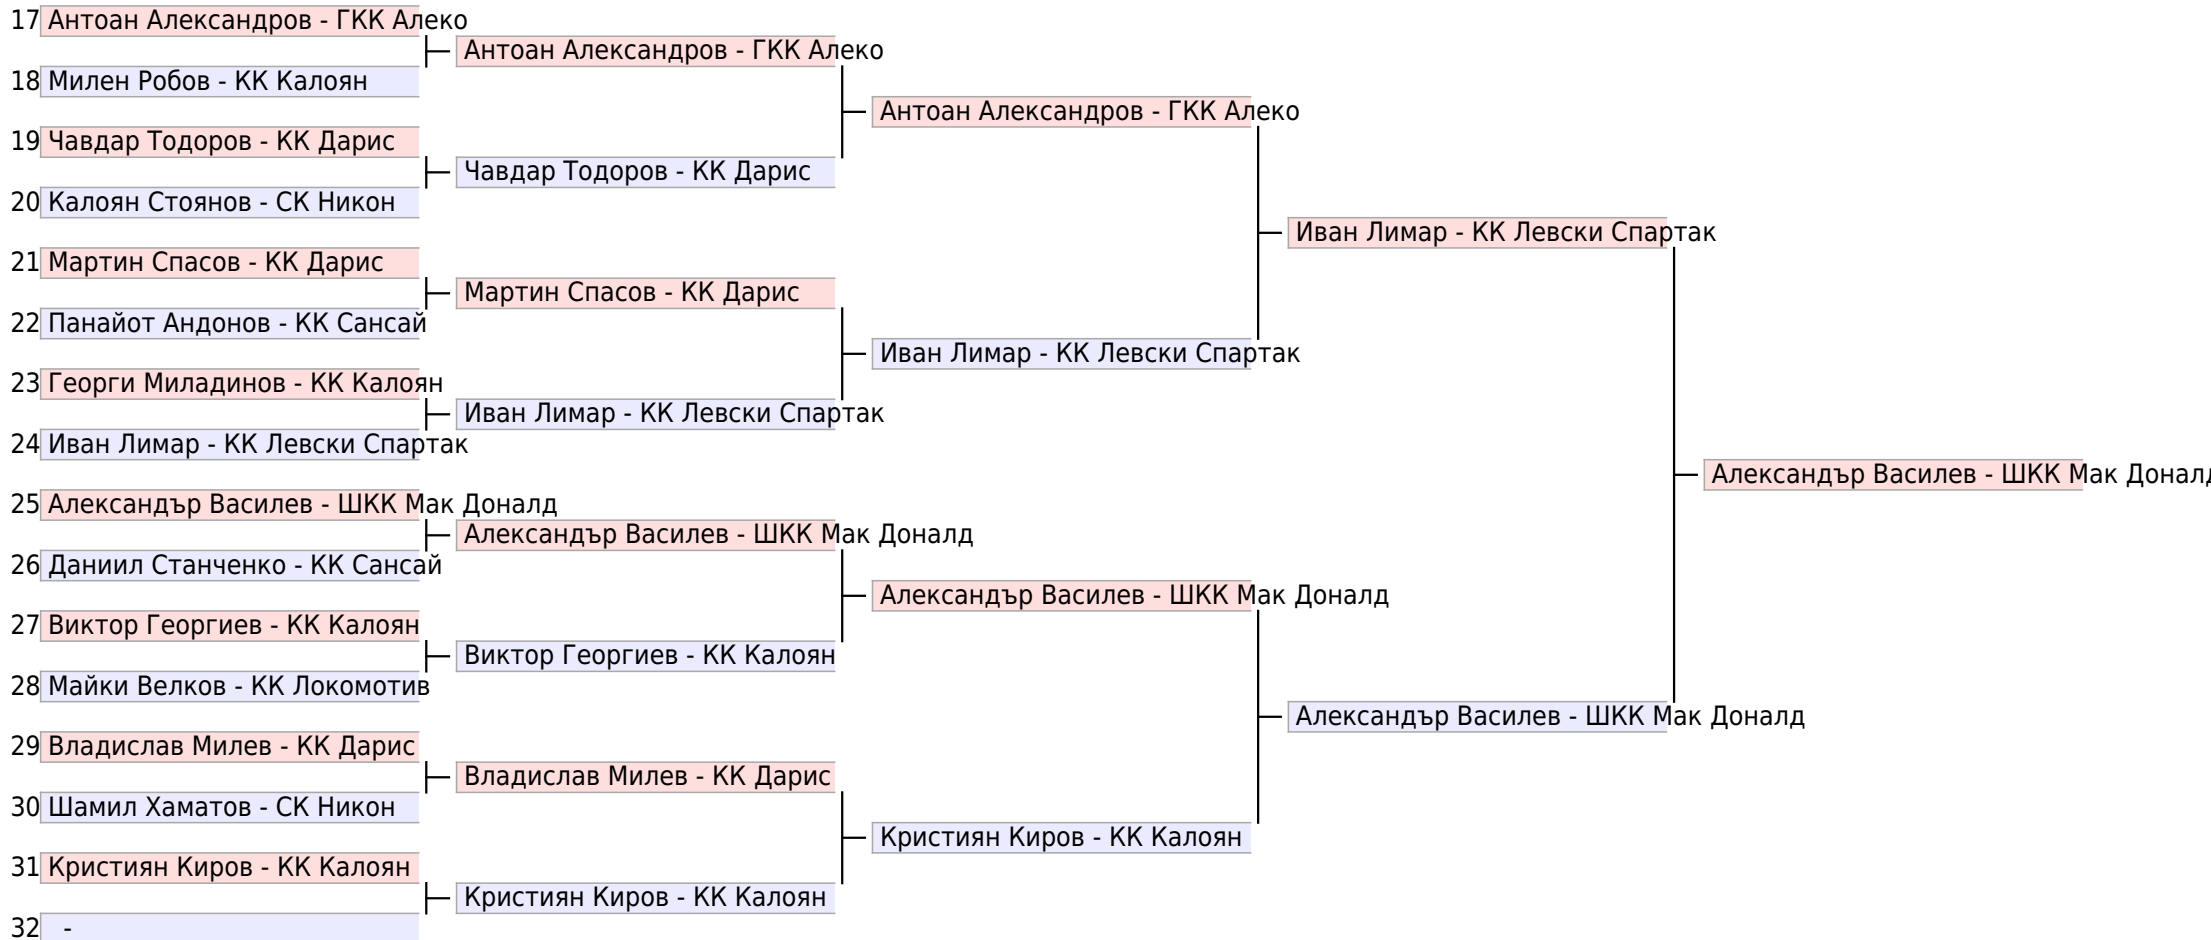 17 Антоан Александров - ГКК Алеко
Антоан Александров - ГКК Алеко
18 Милен Робов - КК Калоян
Антоан Александров - ГКК Алеко
19 Чавдар Тодоров - КК Дарис
Чавдар Тодоров - КК Дарис
20 Калоян Стоянов - СК Никон
Иван Лимар - КК Левски Спартак
21 Мартин Спасов - КК Дарис
Мартин Спасов - КК Дарис
22 Панайот Андонов - КК Сансай
Иван Лимар - КК Левски Спартак
23 Георги Миладинов - КК Калоян
Иван Лимар - КК Левски Спартак
24 Иван Лимар - КК Левски Спартак
Александър Василев - ШКК Мак Доналд
25 Александър Василев - ШКК Мак Доналд
Александър Василев - ШКК Мак Доналд
26 Даниил Станченко - КК Сансай
Александър Василев - ШКК Мак Доналд
27 Виктор Георгиев - КК Калоян
Виктор Георгиев - КК Калоян
28 Майки Велков - КК Локомотив
Александър Василев - ШКК Мак Доналд
29 Владислав Милев - КК Дарис
Владислав Милев - КК Дарис
30 Шамил Хаматов - СК Никон
Кристиян Киров - КК Калоян
31 Кристиян Киров - КК Калоян
Кристиян Киров - КК Калоян
32 -